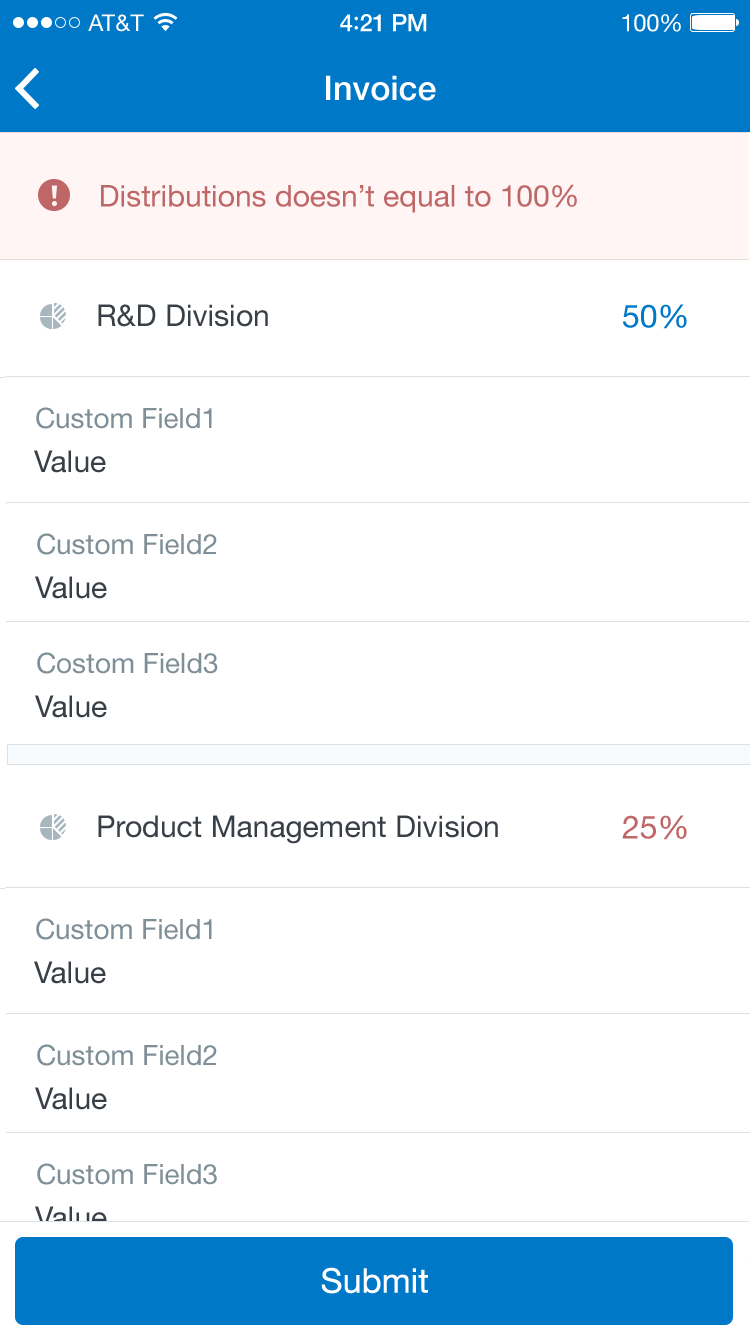 AT&T 4:21 PM 100%
Invoice
Distributions doesn’t equal to 100%
R&D Division 50%
Custom Field1
Value
Custom Field2
Value
Costom Field3
Value
Product Management Division 25%
Custom Field1
Value
Custom Field2
Value
Custom Field3
Value
Submit